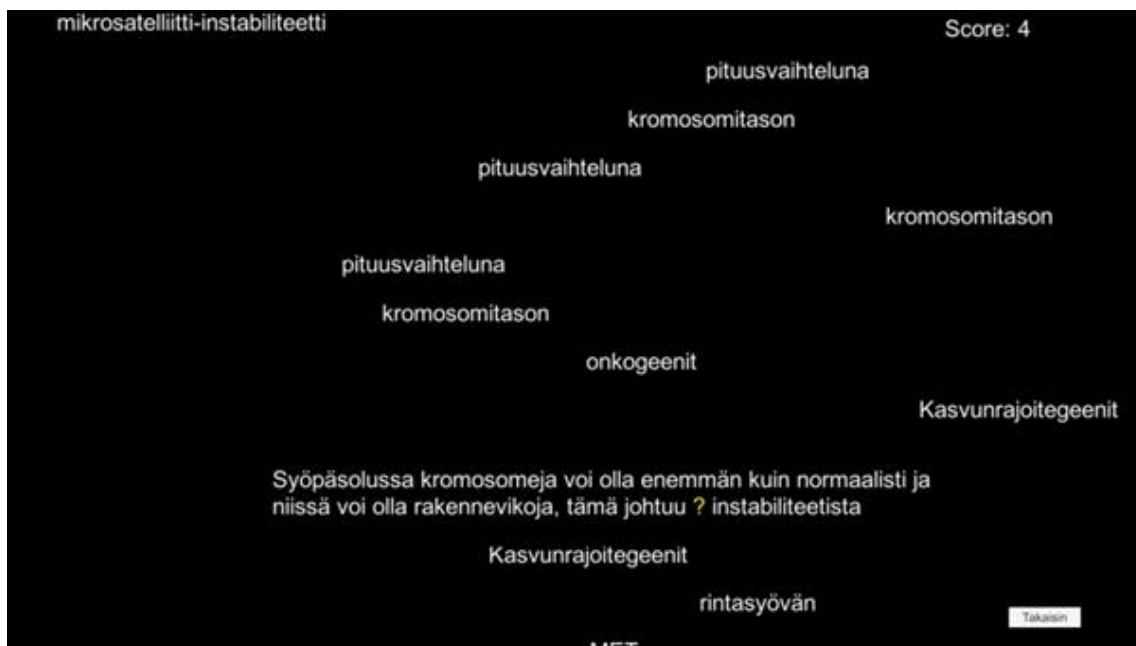 mikrosatelliitti-instabiliteetti
Score: 4
pituusvaihteluna
kromosomitason
pituusvaihteluna
kromosomitason
pituusvaihteluna
kromosomitason
onkogeenit
Kasvunrajoitegeenit
Syöpäsolussa kromosomeja voi olla enemmän kuin normaalisti ja
niissä voi olla rakennevikoja, tämä johtuu ? instabiliteetista
Kasvunrajoitegeenit
rintasyövän
Takaisin